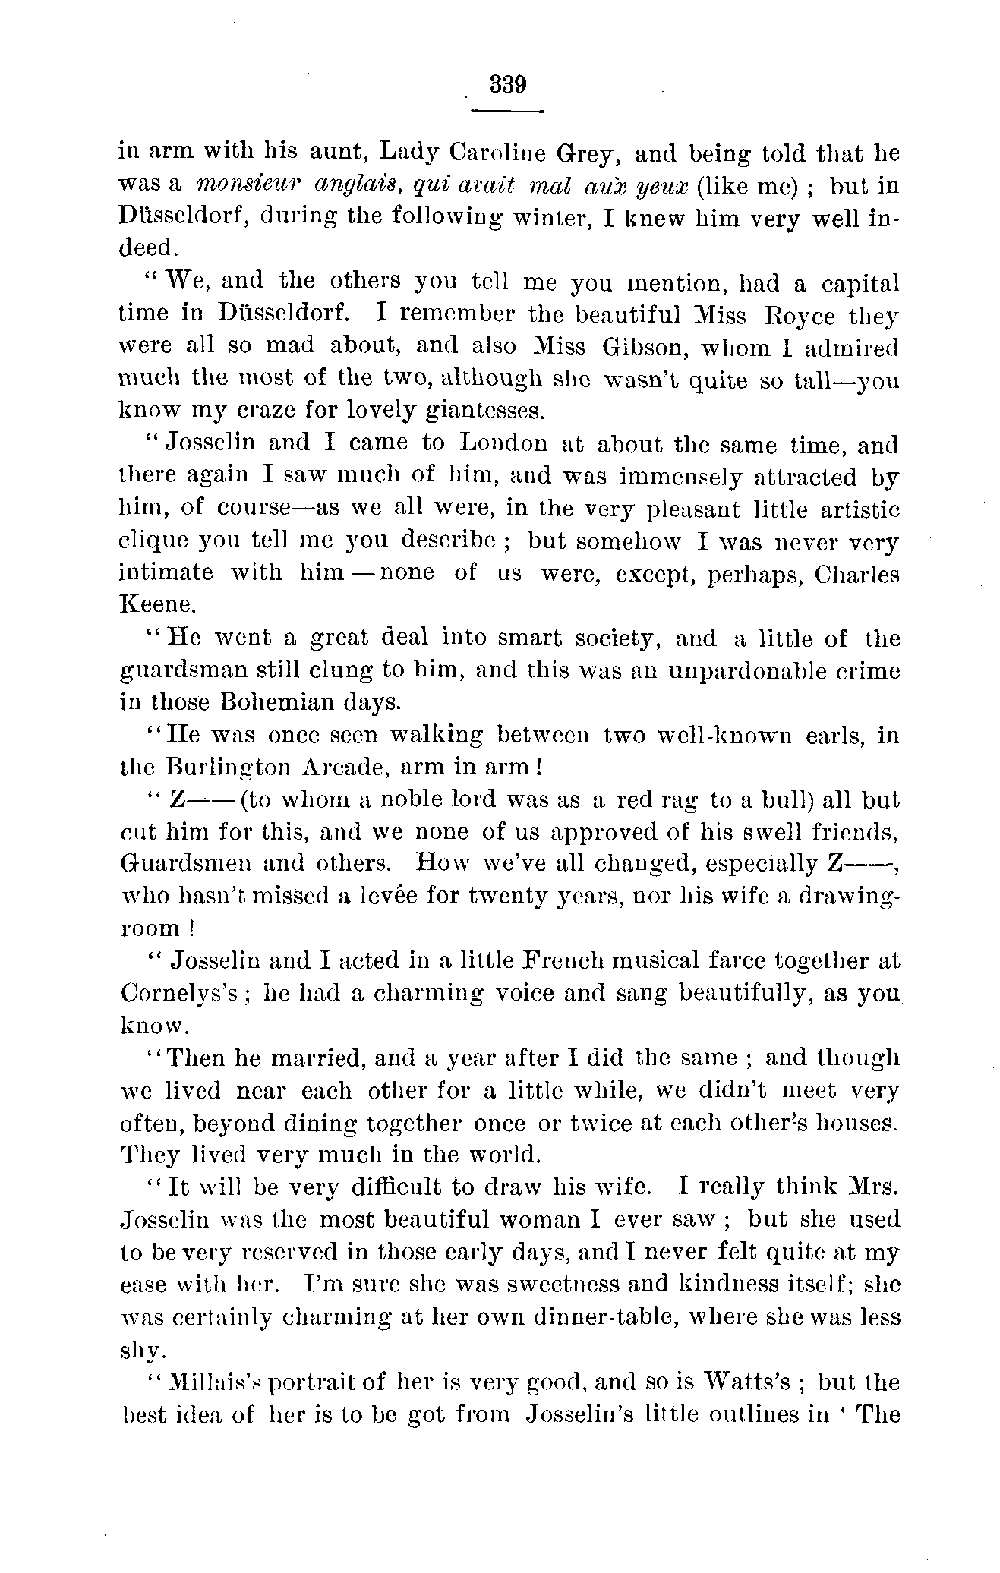 339
in arm with his aunt, Lady Caroline Grey, and being told that he
was a monsieur anglais, qui avait mal aux yeux (like me) ; but in
Düsseldorf, during the following winter, I knew him very well in-
deed.
“ We, and the others you tell me you mention, had a capital
time in Düsseldorf. I remember the beautiful Miss Royce they
were all so mad about, and also Miss Gibson, whom I admired
much the most of the two, although she wasn’t quite so tall—you
know my craze for lovely giantesses.
“ Josselin and I came to London at about the same time, and
there again I saw much of him, and was immensely attracted by
him, of course—as we all were, in the very pleasant little artistic
clique you tell me you describe ; but somehow I was never very
intimate with him — none of us were, except, perhaps, Charles
Keene.
“ He went a great deal into smart society, and a little of the
guardsman still clung to him, and this was an unpardonable crime
in those Bohemian days.
“ He was once seen walking between two well-known earls, in
the Burlington Arcade, arm in arm !
“ Z—— (to whom a noble lord was as a red rag to a bull) all but
cut him for this, and we none of us approved of his swell friends,
Guardsmen and others. How we’ve all changed, especially Z——,
who hasn’t missed a levée for twenty years, nor his wife a drawing-
room !
“ Josselin and I acted in a little French musical farce together at
Cornelys’s ; he had a charming voice and sang beautifully, as you
know.
“ Then he married, and a year after I did the same ; and though
we lived near each other for a little while, we didn’t meet very
often, beyond dining together once or twice at each other’s houses.
They lived very much in the world.
“ It will be very difficult to draw his wife. I really think Mrs.
Josselin was the most beautiful woman I ever saw ; but she used
to be very reserved in those early days, and I never felt quite at my
ease with her. I’m sure she was sweetness and kindness itself; she
was certainly charming at her own dinner-table, where she was less
shy.
“ Millais’s portrait of her is very good, and so is Watts’s ; but the
best idea of her is to be got from Josselin’s little outlines in ‘ The